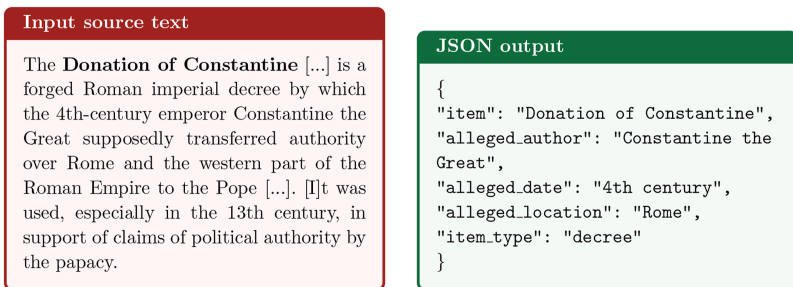 Input source text
The Donation of Constantine [...] is a
forged Roman imperial decree by which
the 4th-century emperor Constantine the
Great supposedly transferred authority
over Rome and the western part of the
Roman Empire to the Pope [...]. [I]t was
used, especially in the 13th century, in
support of claims of political authority by
the papacy.
JSON output
{
"item": "Donation of Constantine",
"alleged_author": "Constantine the
Great",
"alleged_date": "4th century",
"alleged_location": "Rome",
"item_type": "decree"
}